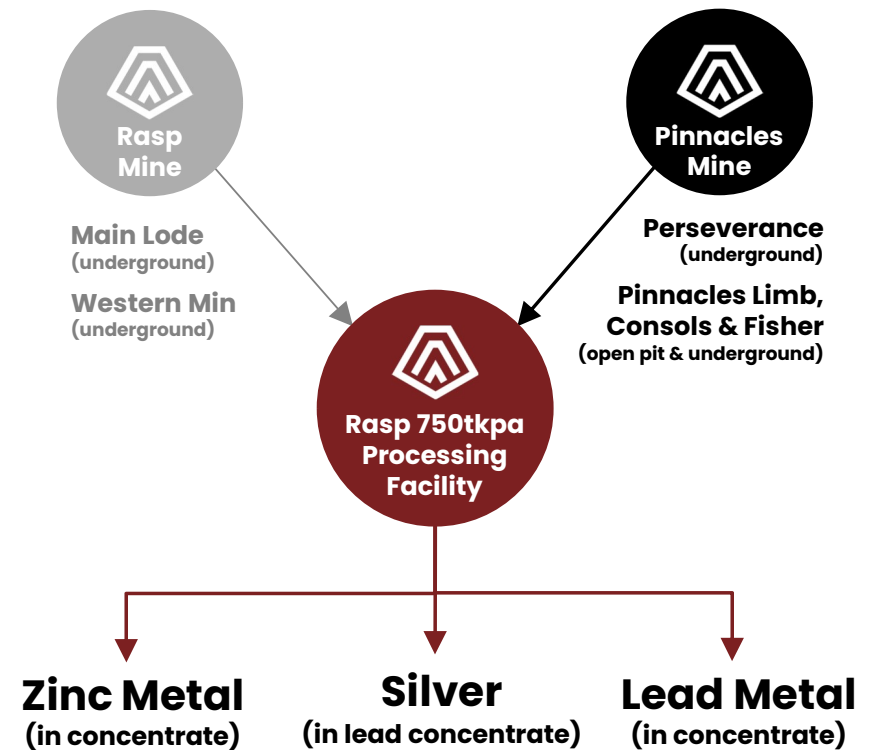 Rasp
Mine
Pinnacles
Mine
Main Lode
(underground)
Western Min
(underground)
Perseverance
(underground)
Pinnacles Limb,
Consols & Fisher
(open pit & underground)
Rasp 750tkpa
Processing
Facility
Zinc Metal
(in concentrate)
Silver
(in lead concentrate)
Lead Metal
(in concentrate)